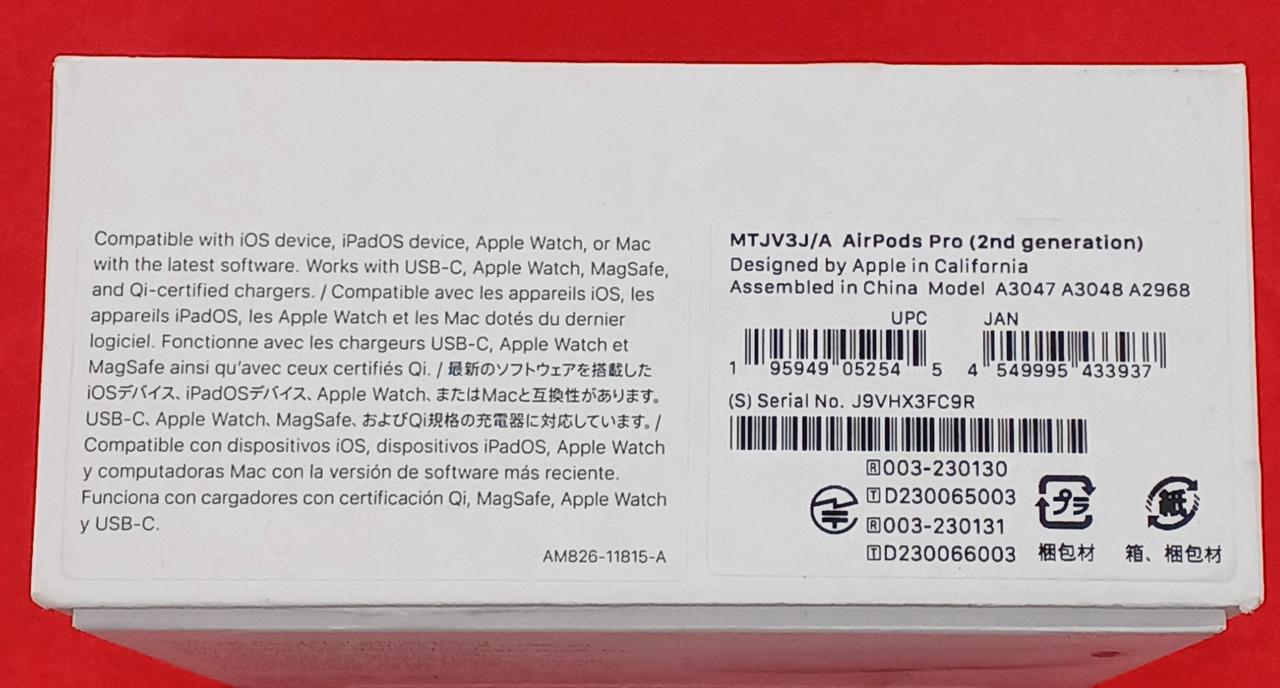 Compatible with iOS device, iPadOS device, Apple Watch, or Mac
with the latest software. Works with USB-C, Apple Watch, MagSafe,
and Qi-certified chargers. / Compatible avec les appareils iOS, les
appareils iPadOS, les Apple Watch et les Mac dotés du dernier
logiciel. Fonctionne avec les chargeurs USB-C, Apple Watch et
MagSafe ainsi qu’avec ceux certifiés Qi. / 最新のソフトウェアを搭載した
iOSデバイス、iPadOSデバイス、Apple Watch、またはMacと互換性があります。
USB-C、Apple Watch、MagSafe、およびQi規格の充電器に対応しています。/
Compatible con dispositivos iOS, dispositivos iPadOS, Apple Watch
y computadoras Mac con la versión de software más reciente.
Funciona con cargadores con certificación Qi, MagSafe, Apple Watch
y USB-C.
AM826-11815-A
MTJV3J/A AirPods Pro (2nd generation)
Designed by Apple in California
Assembled in China Model A3047 A3048 A2968
UPC JAN
1 95949 05254 5 4 549995 433937
(S) Serial No. J9VHX3FC9R
R 003-230130
T D230065003
R 003-230131
T D230066003
プラ
梱包材
紙
箱、梱包材